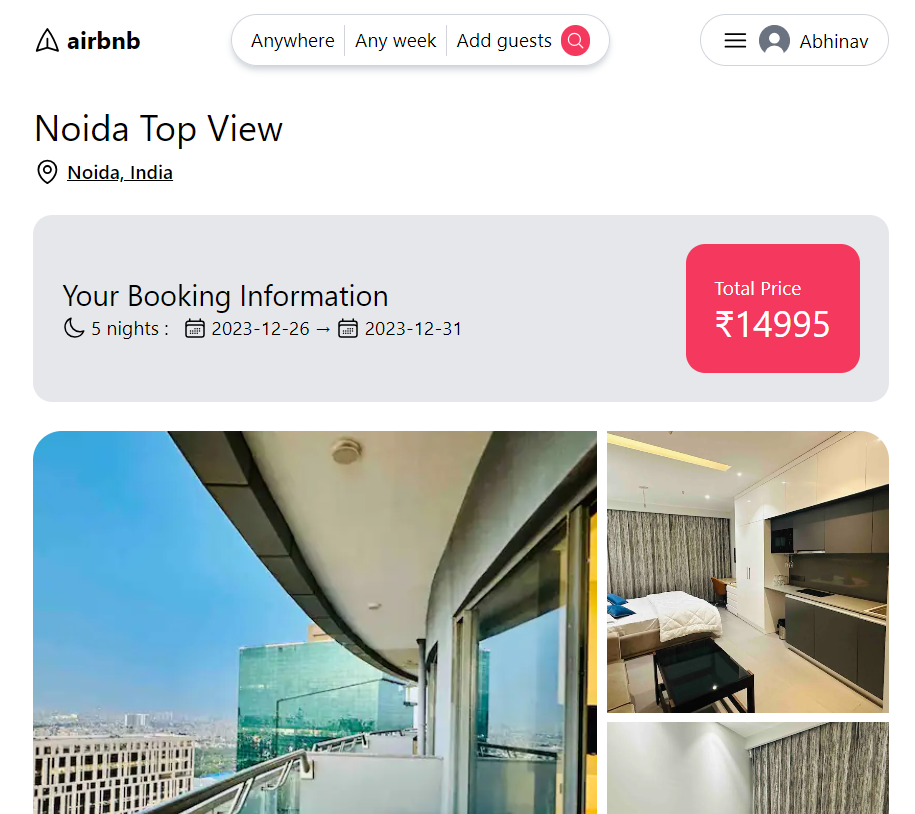 airbnb
Anywhere Any week Add guests
Abhinav
Noida Top View
Noida, India
Your Booking Information
5 nights : 2023-12-26 → 2023-12-31
Total Price
₹14995